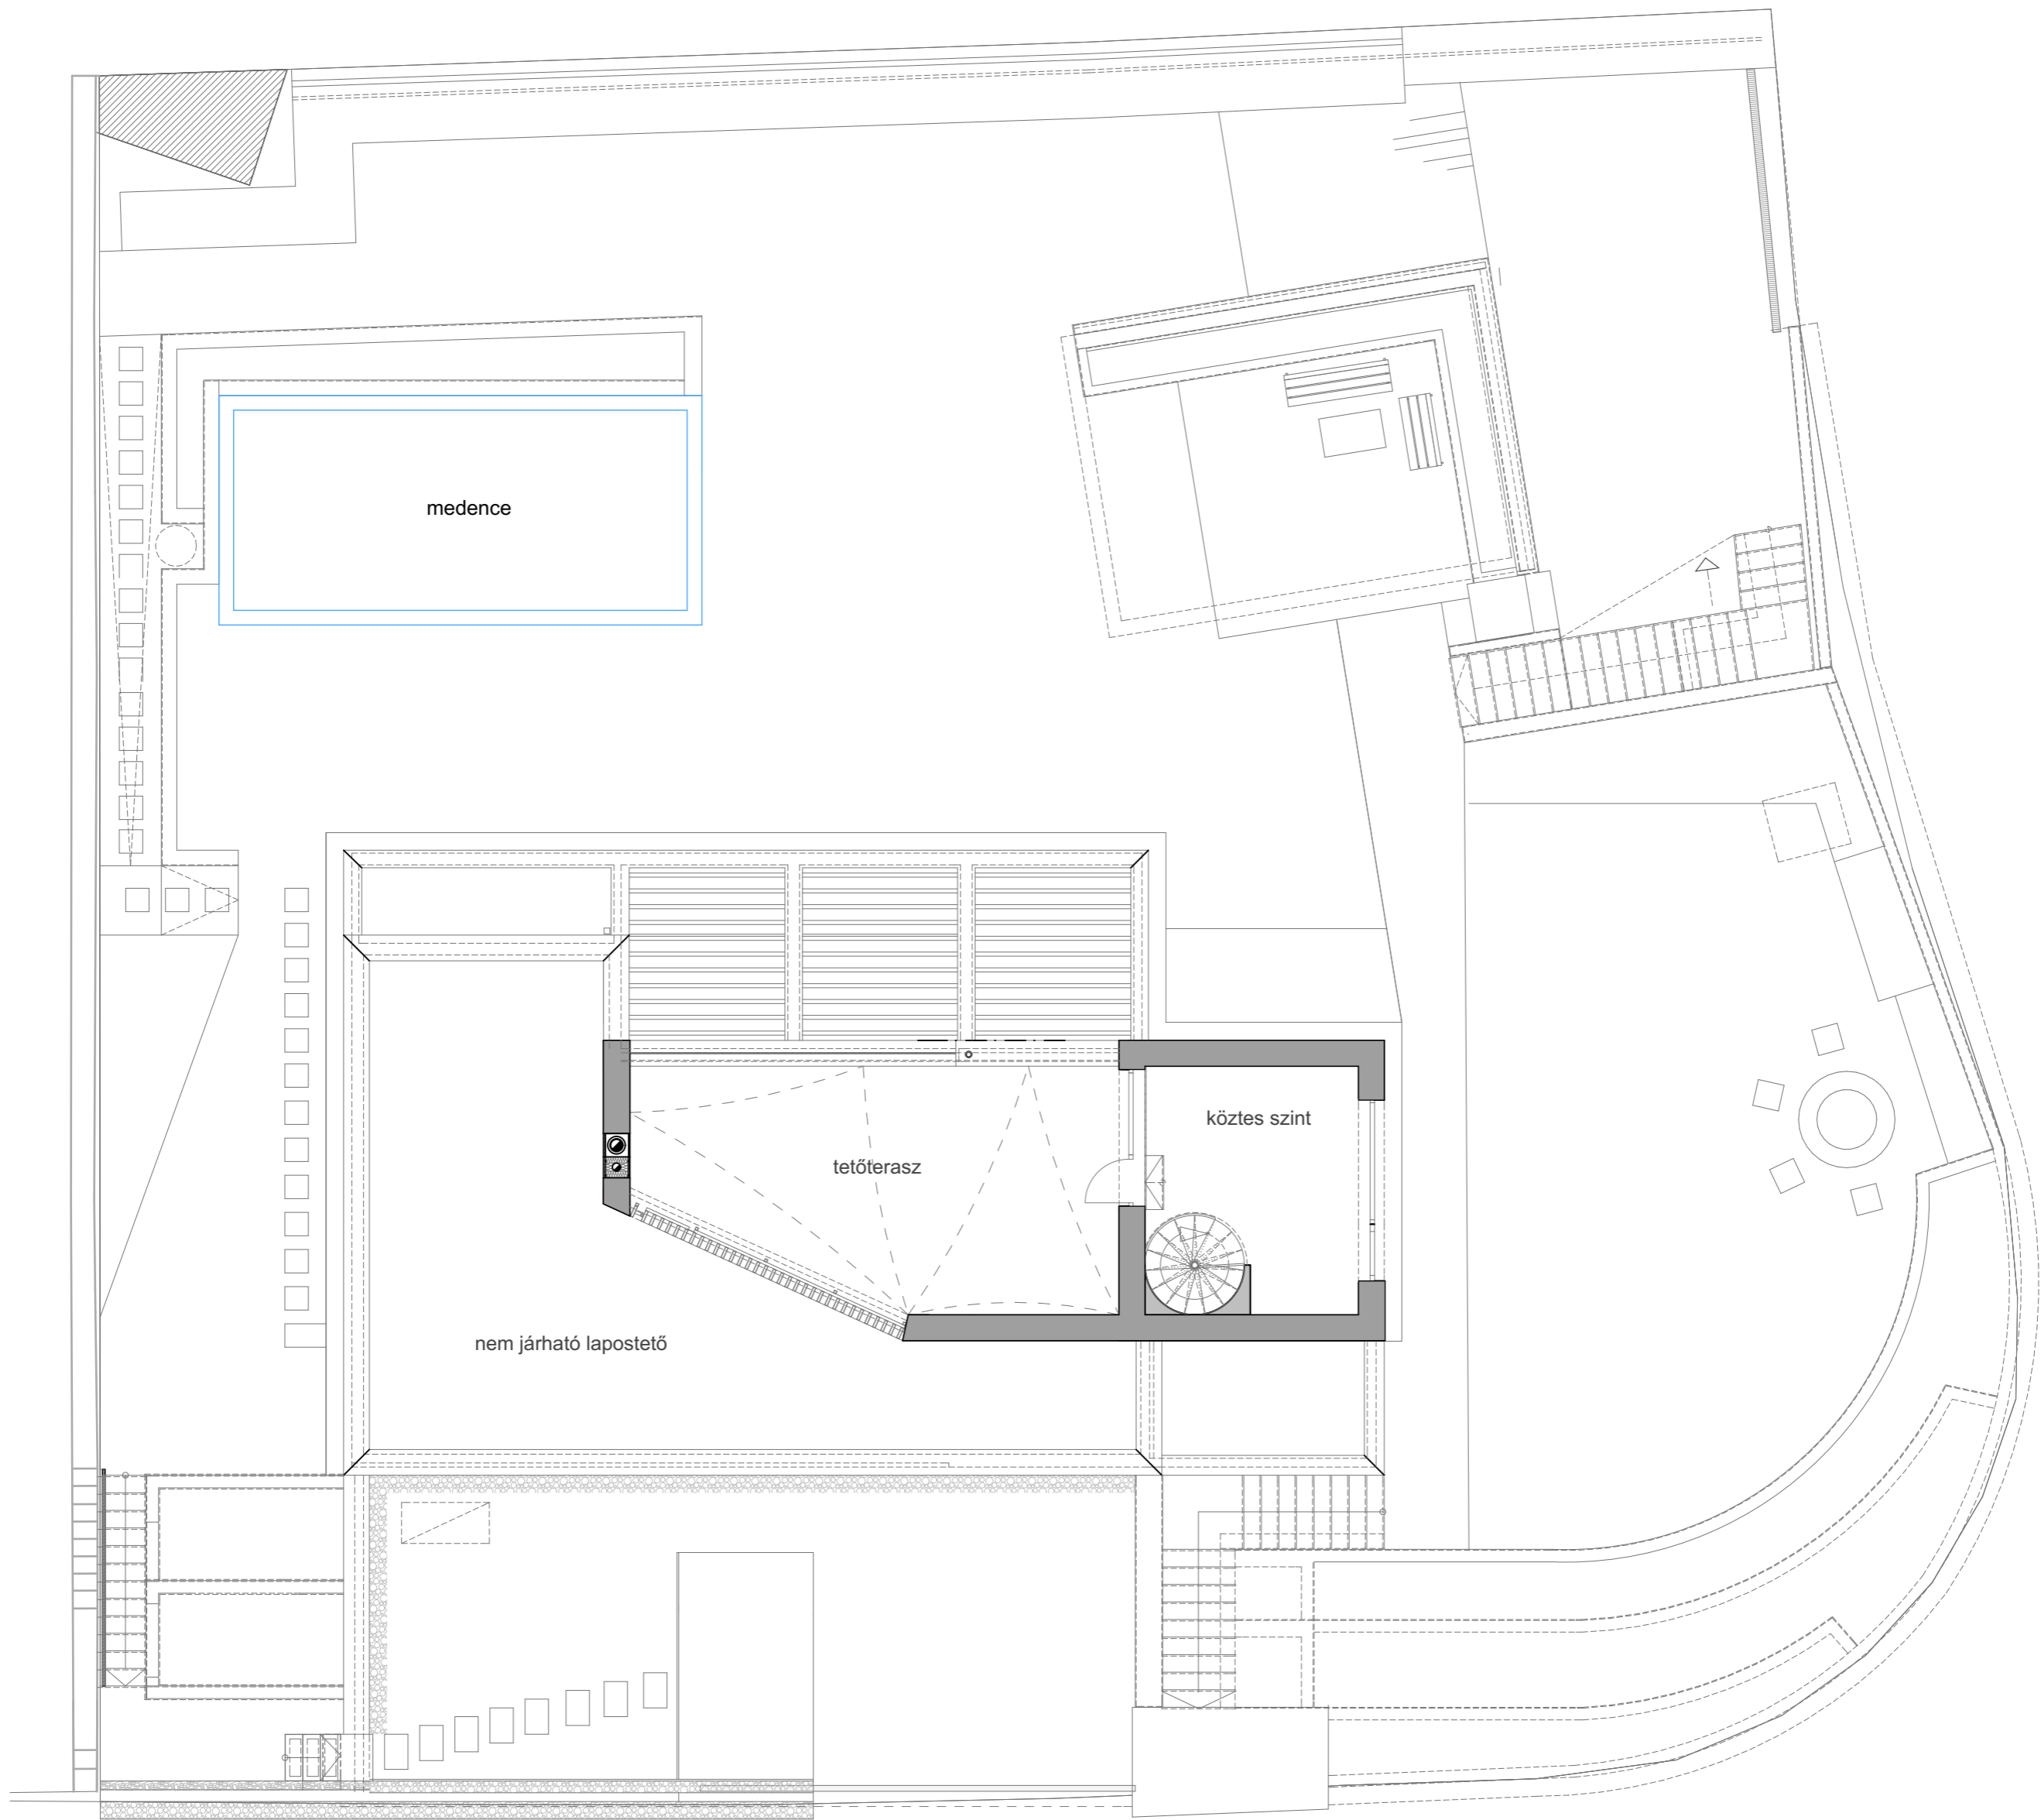 medence
köztes szint
tetőterasz
nem járható lapostető